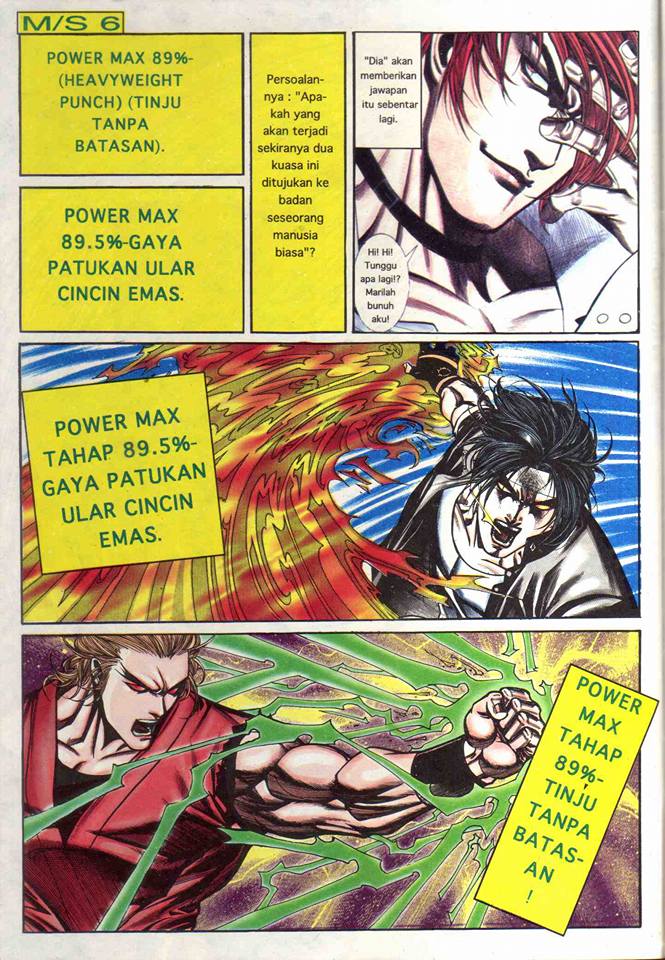 M/S 6
POWER MAX 89%-
(HEAVYWEIGHT
PUNCH) (TINJU
TANPA
BATASAN).
POWER MAX
89.5%-GAYA
PATUKAN ULAR
CINCIN EMAS.
Persoalan-
nya : "Apa-
kah yang
akan terjadi
sekiranya dua
kuasa ini
ditujukan ke
badan
seseorang
manusia
biasa"?
"Dia" akan
memberikan
jawapan
itu sebentar
lagi.
Hi! Hi!
Tunggu
apa lagi!?
Marilah
bunuh
aku!
POWER MAX
TAHAP 89.5%-
GAYA PATUKAN
ULAR CINCIN
EMAS.
POWER
MAX
TAHAP
89%-
TINJU
TANPA
BATAS-
AN
!